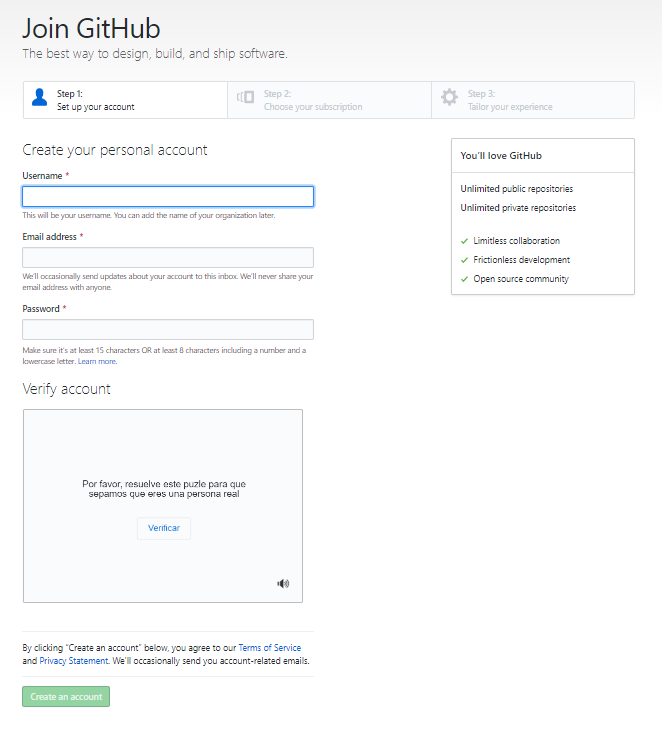 Join GitHub
The best way to design, build, and ship software.
Step 1:
Set up your account
Step 2:
Choose your subscription
Step 3:
Tailor your experience
Create your personal account
Username *
This will be your username. You can add the name of your organization later.
Email address *
We'll occasionally send updates about your account to this inbox. We'll never share your
email address with anyone.
Password *
Make sure it's at least 15 characters OR at least 8 characters including a number and a
lowercase letter. Learn more.
Verify account
Por favor, resuelve este puzle para que
sepamos que eres una persona real
Verificar
By clicking "Create an account" below, you agree to our Terms of Service
and Privacy Statement. We'll occasionally send you account-related emails.
Create an account
You'll love GitHub
Unlimited public repositories
Unlimited private repositories
✓ Limitless collaboration
✓ Frictionless development
✓ Open source community